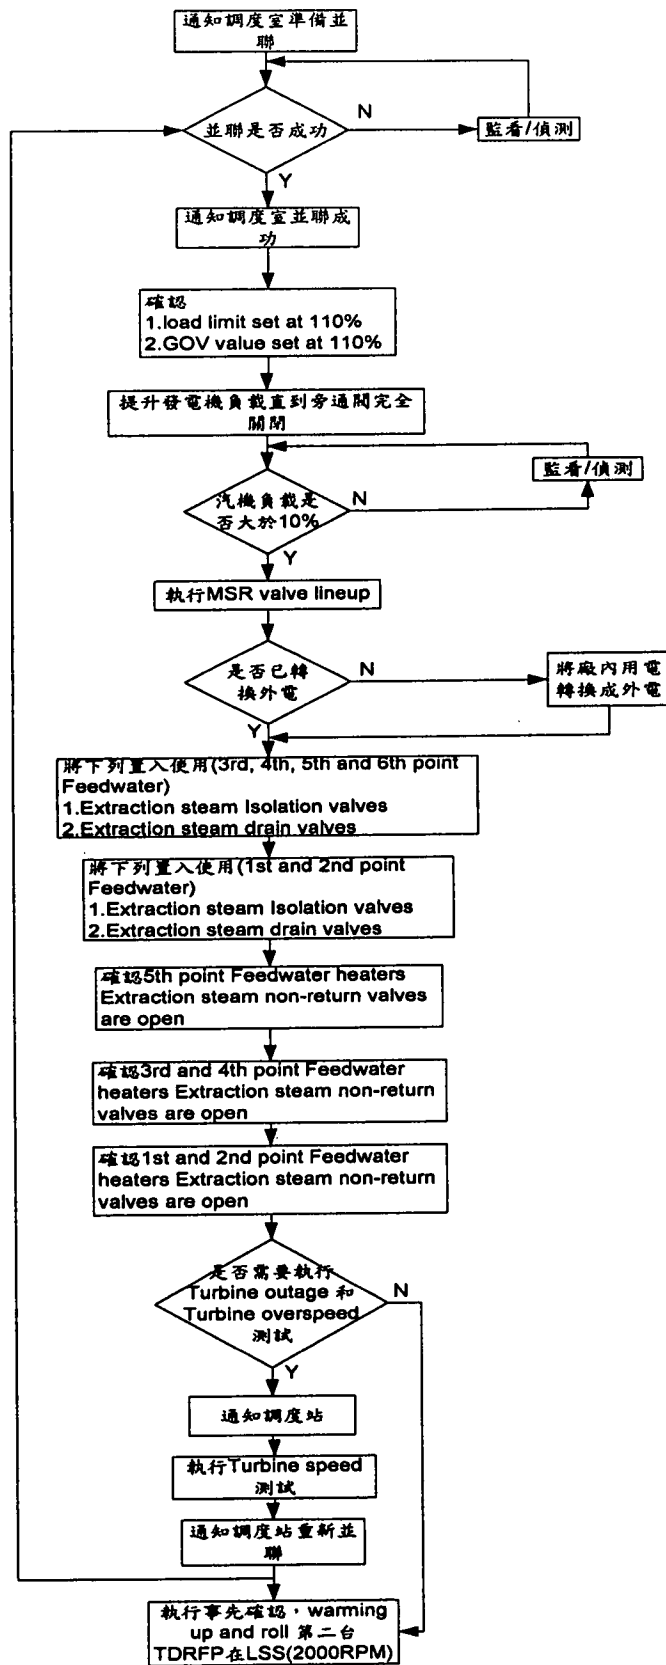 通知調度室準備並
聯
並聯是否成功
N
監看/偵測
Y
通知調度室並聯成
功
確認
1.load limit set at 110%
2.GOV value set at 110%
提升發電機負載直到旁通閥完全
關閉
監看/偵測
汽機負載是
否大於10%
N
Y
執行MSR valve lineup
是否已轉
換外電
N
將廠內用電
轉換成外電
Y
將下列置入使用(3rd, 4th, 5th and 6th point
Feedwater)
1.Extraction steam Isolation valves
2.Extraction steam drain valves
將下列置入使用(1st and 2nd point
Feedwater)
1.Extraction steam Isolation valves
2.Extraction steam drain valves
確認5th point Feedwater heaters
Extraction steam non-return valves
are open
確認3rd and 4th point Feedwater
heaters Extraction steam non-return
valves are open
確認1st and 2nd point Feedwater
heaters Extraction steam non-return
valves are open
是否需要執行
Turbine outage 和
Turbine overspeed
測試
N
Y
通知調度站
執行Turbine speed
測試
通知調度站重新並
聯
執行事先確認，warming
up and roll 第二台
TDRFP在LSS(2000RPM)